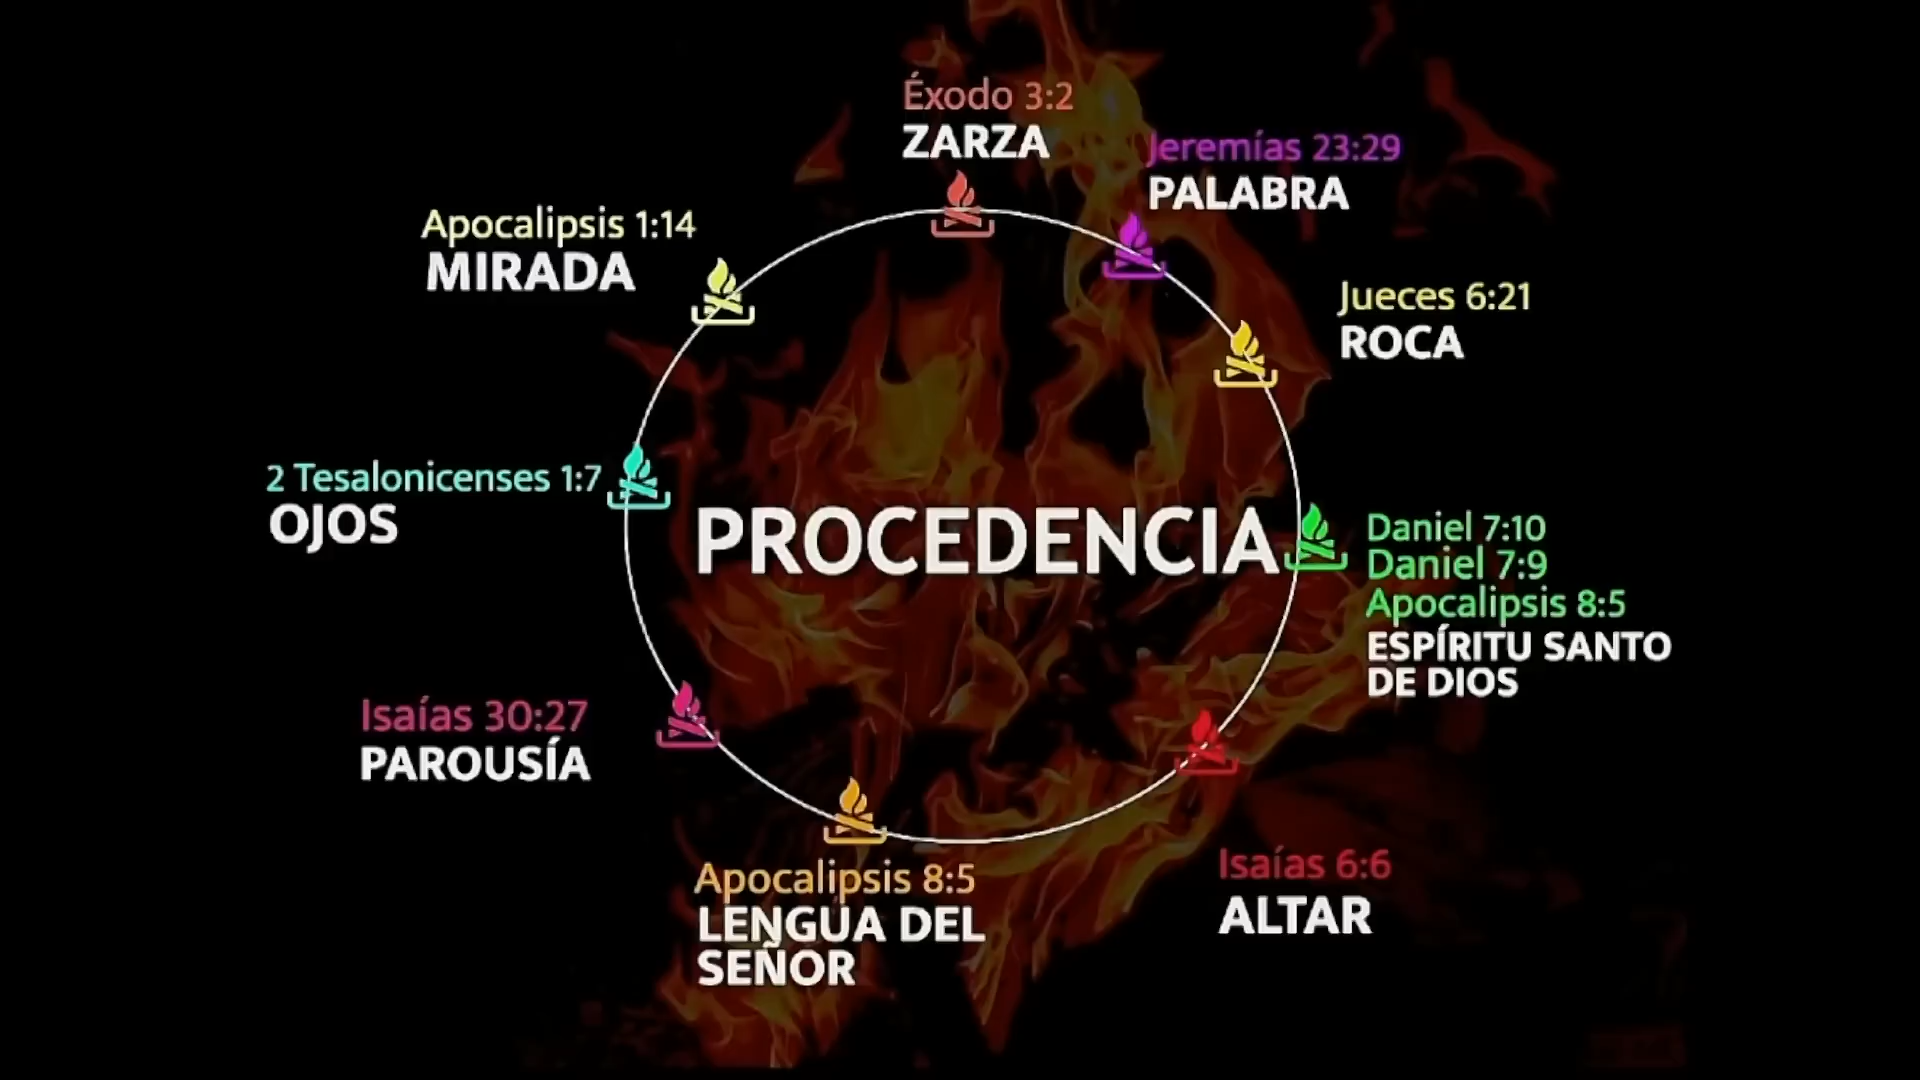 Éxodo 3:2
ZARZA
Jeremías 23:29
PALABRA
Apocalipsis 1:14
MIRADA
Jueces 6:21
ROCA
2 Tesalonicenses 1:7
OJOS
PROCEDENCIA
Daniel 7:10
Daniel 7:9
Apocalipsis 8:5
ESPÍRITU SANTO
DE DIOS
Isaías 30:27
PAROUSÍA
Apocalipsis 8:5
LENGUA DEL
SEÑOR
Isaías 6:6
ALTAR